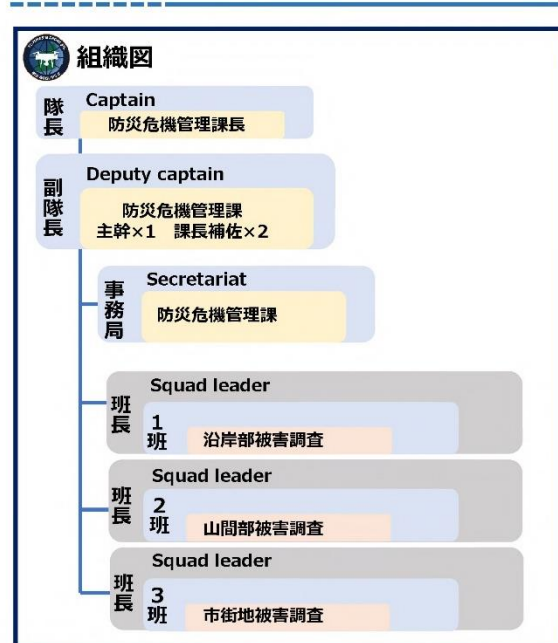 組織図
隊長
Captain
防災危機管理課長
副隊長
Deputy captain
防災危機管理課
主幹×1 課長補佐×2
事務局
Secretariat
防災危機管理課
班長
Squad leader
1班
沿岸部被害調査
班長
Squad leader
2班
山間部被害調査
班長
Squad leader
3班
市街地被害調査